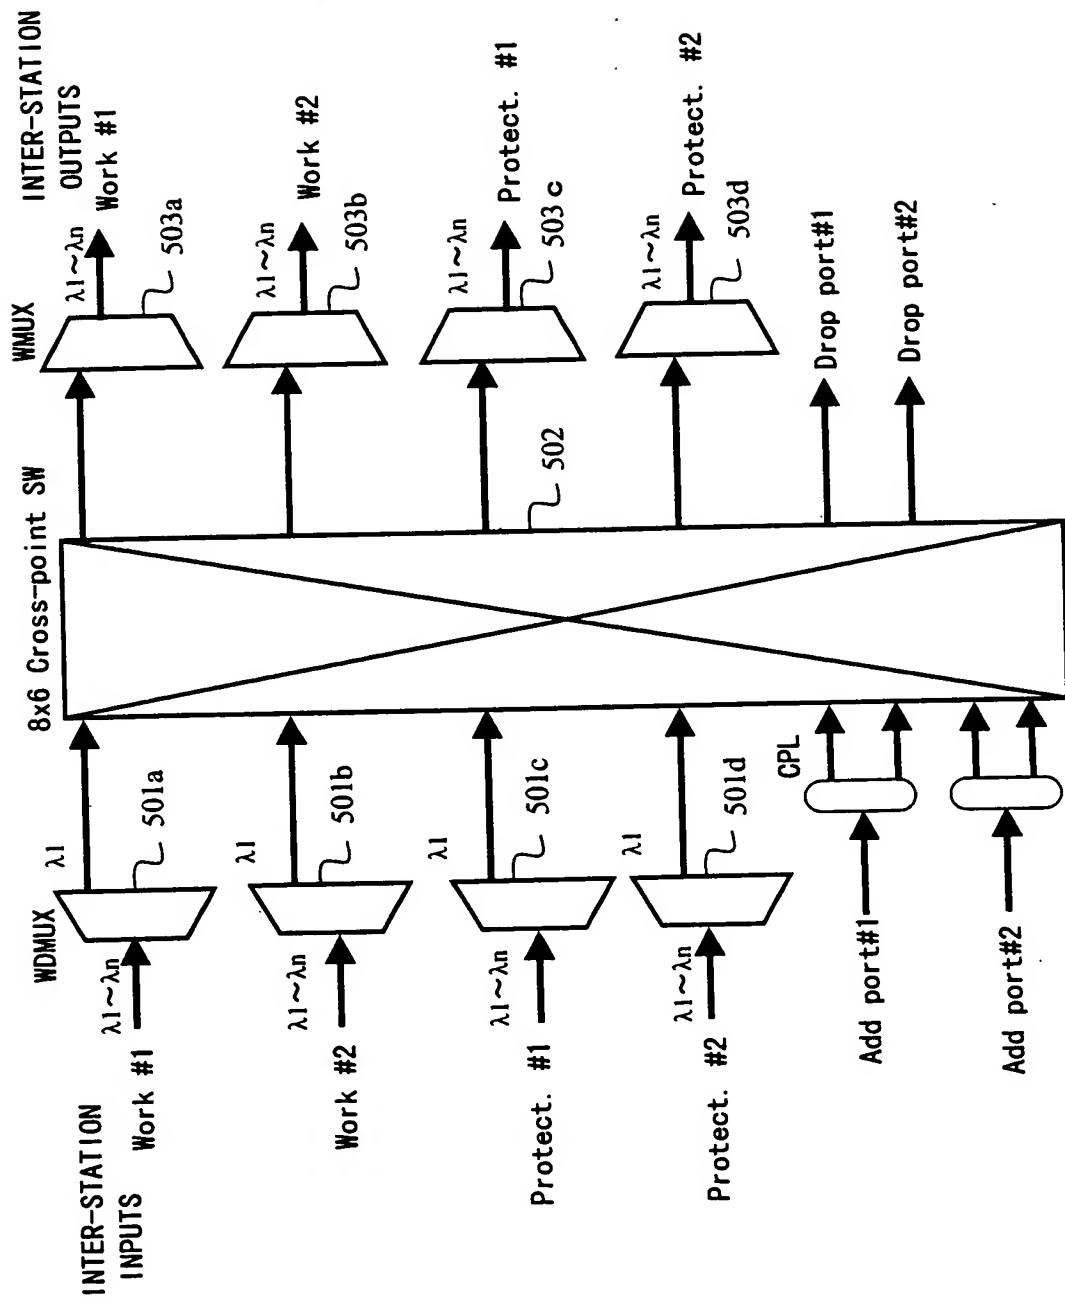 INTER-STATION
INPUTS
Work #1
λ1~λn
WDMUX
λ1
501a
Work #2
λ1~λn
λ1
501b
Protect. #1
λ1~λn
λ1
501c
Protect. #2
λ1~λn
λ1
501d
Add port#1
CPL
Add port#2
8x6 Cross-point SW
502
WMUX
INTER-STATION
OUTPUTS
λ1~λn
Work #1
503a
λ1~λn
Work #2
503b
λ1~λn
Protect. #1
503c
λ1~λn
Protect. #2
503d
Drop port#1
Drop port#2